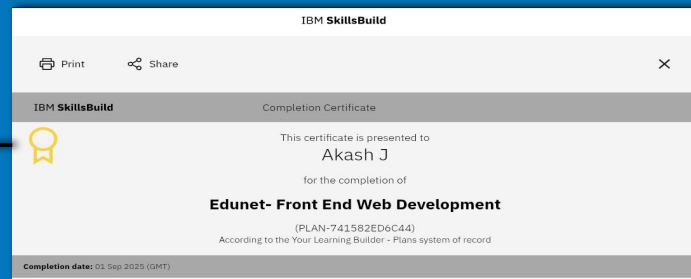 IBM SkillsBuild
Print Share
IBM SkillsBuild Completion Certificate
This certificate is presented to
Akash J
for the completion of
Edunet- Front End Web Development
(PLAN-741582ED6C44)
According to the Your Learning Builder - Plans system of record
Completion date: 01 Sep 2025 (GMT)